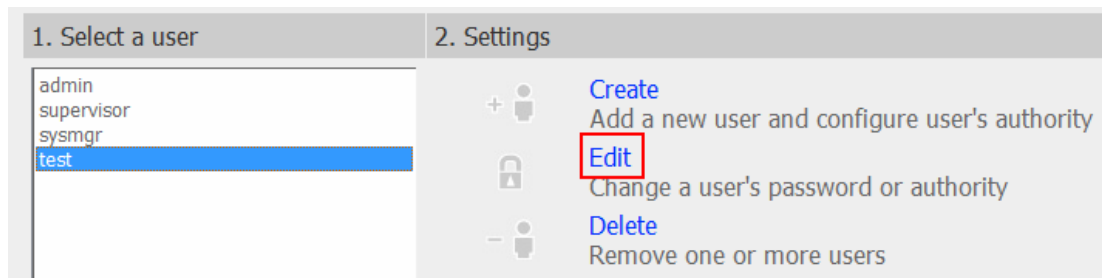 1. Select a user
2. Settings
admin
supervisor
sysmgr
test
Create
Add a new user and configure user's authority
Edit
Change a user's password or authority
Delete
Remove one or more users